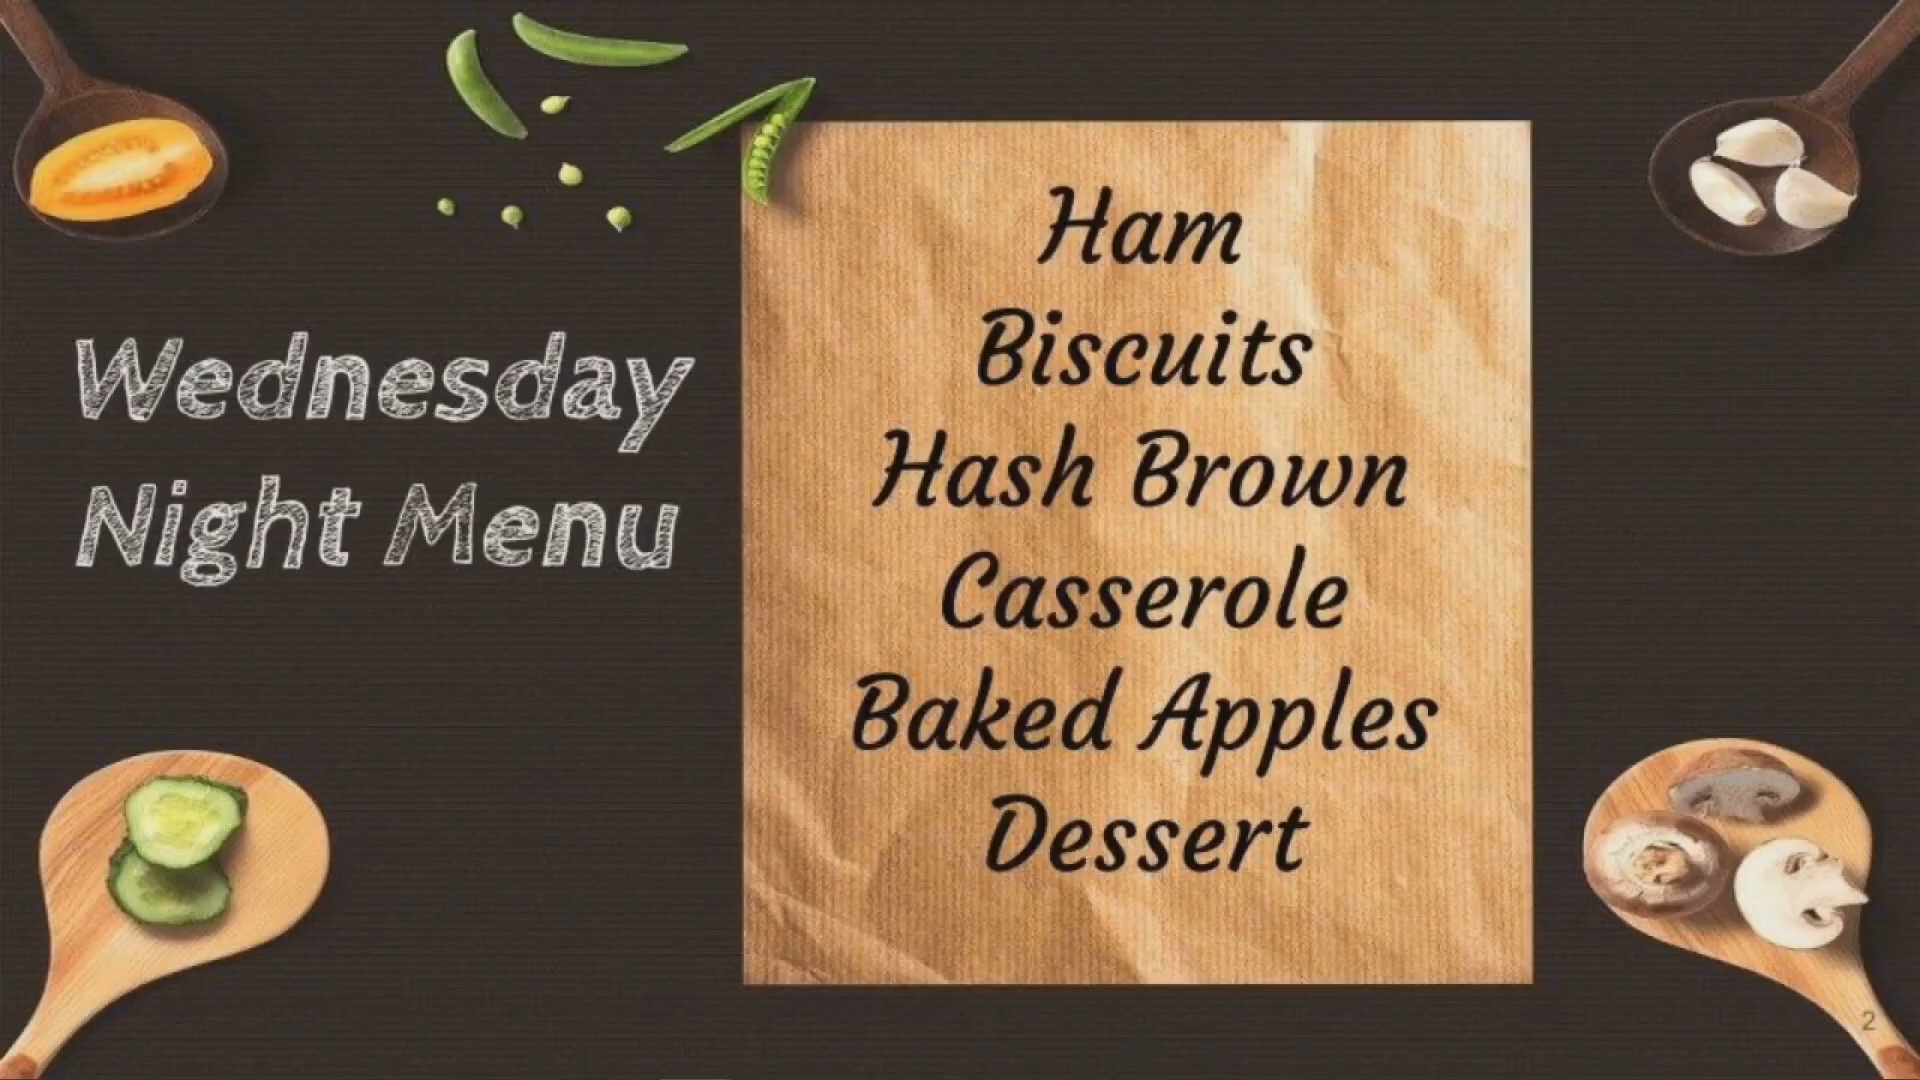 Wednesday
Night Menu
Ham
Biscuits
Hash Brown
Casserole
Baked Apples
Dessert
2